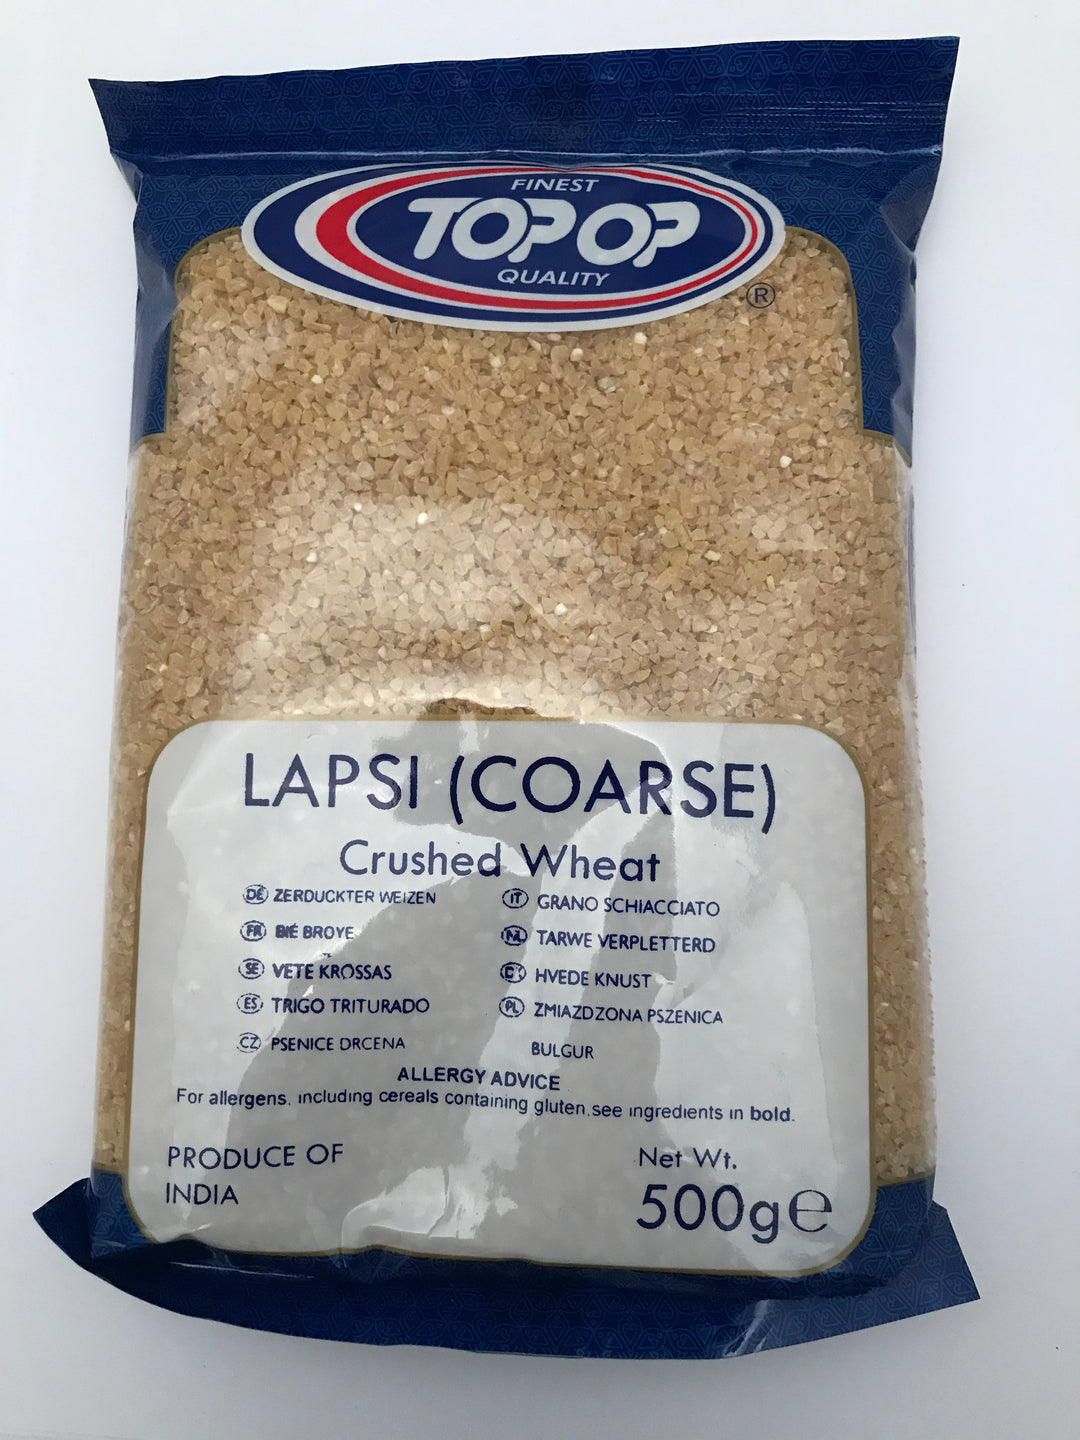 FINEST
TOPOP
QUALITY
®
LAPSI (COARSE)
Crushed Wheat
DE ZERDUCKTER WEIZEN
IT GRANO SCHIACCIATO
FR BIÉ BROYE
NL TARWE VERPLETTERD
SE VETE KROSSAS
HVEDE KNUST
ES TRIGO TRITURADO
PL ZMIAZDZONA PSZENICA
CZ PSENICE DRCENA
BULGUR
ALLERGY ADVICE
For allergens, including cereals containing gluten,see ingredients in bold.
PRODUCE OF
INDIA
Net Wt.
500g℮